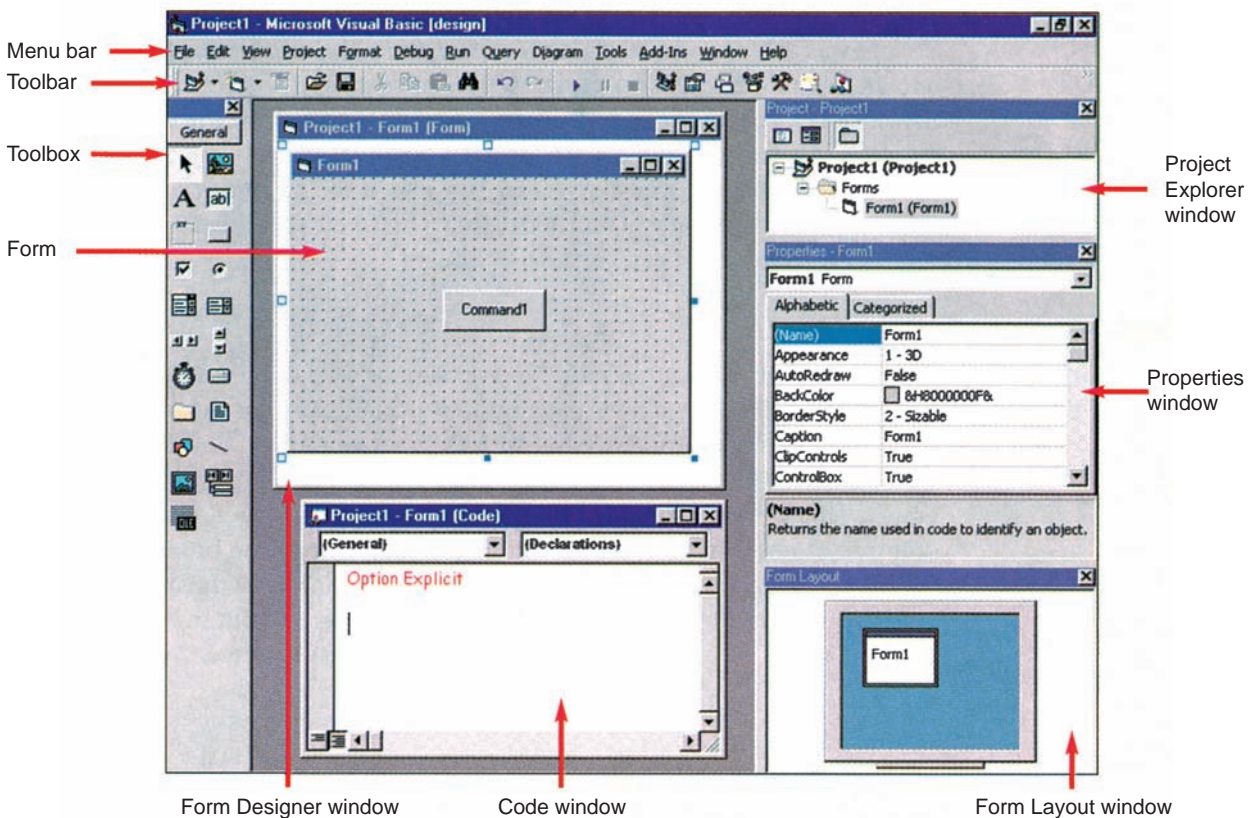 Project1 - Microsoft Visual Basic [design]
File Edit View Project Format Debug Run Query Diagram Tools Add-Ins Window Help
Menu bar
Toolbar
Toolbox
Form
General
A
ab
XY
OLE
Project1 - Form1 (Form)
Form1
Command1
Project1 - Form1 (Code)
(General)
(Declarations)
Option Explicit
Project - Project1
Project1 (Project1)
Forms
Form1 (Form1)
Project
Explorer
window
Properties - Form1
Form1 Form
Alphabetic Categorized
(Name) Form1
Appearance 1 - 3D
AutoRedraw False
BackColor &H8000000F&
BorderStyle 2 - Sizable
Caption Form1
ClipControls True
ControlBox True
Properties
window
(Name)
Returns the name used in code to identify an object.
Form Layout
Form1
Form Designer window
Code window
Form Layout window